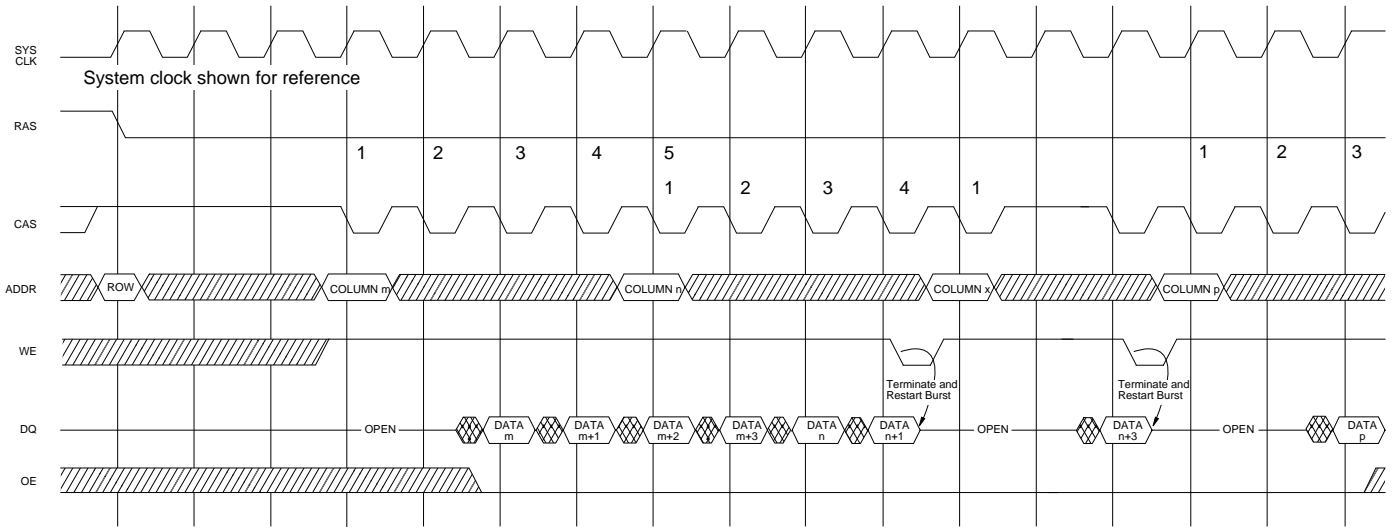 SYS
CLK
System clock shown for reference
RAS
1 2 3 4 5 1 2 3
1 2 3 4 1
CAS
ADDR ROW COLUMN m COLUMN n COLUMN x COLUMN p
WE
Terminate and
Restart Burst
Terminate and
Restart Burst
DQ OPEN DATA
m
DATA
m+1
DATA
m+2
DATA
m+3
DATA
n
DATA
n+1
OPEN
DATA
n+3
OPEN
DATA
p
OE